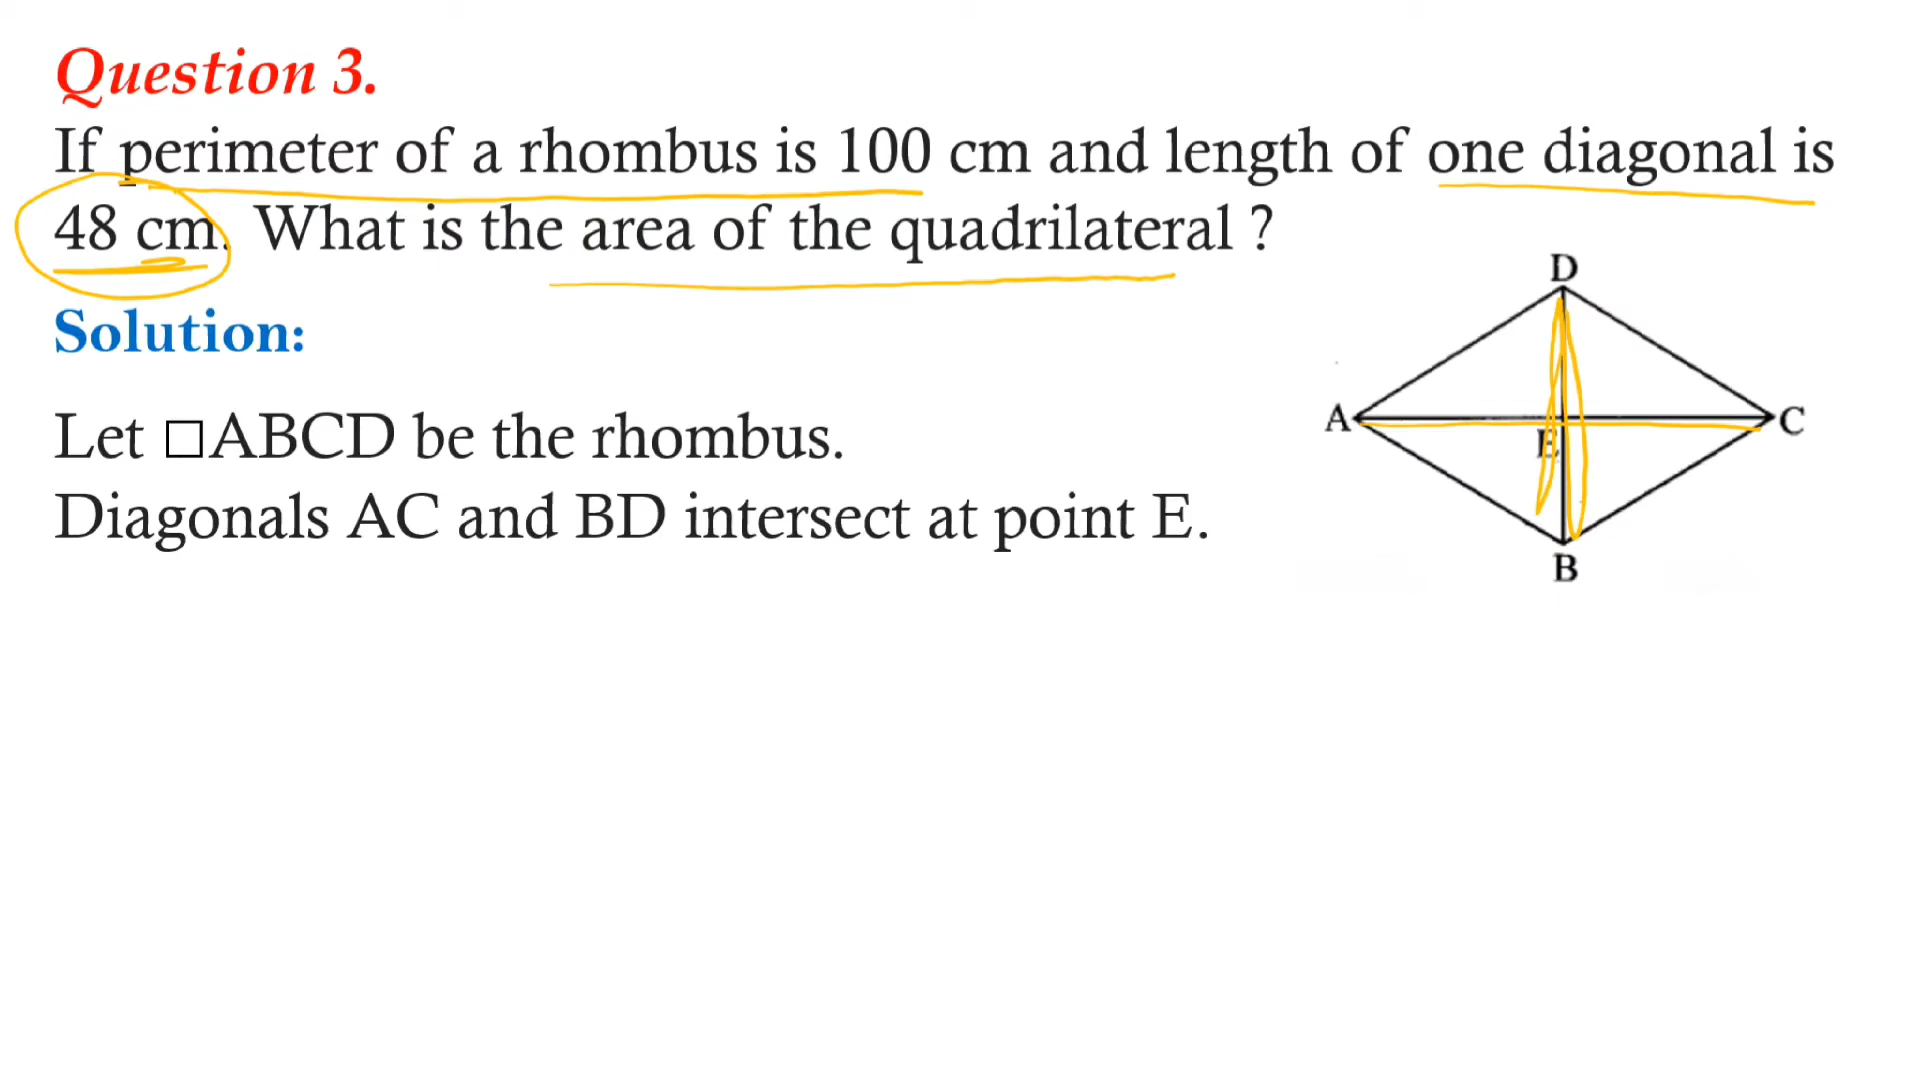 Question 3.
If perimeter of a rhombus is 100 cm and length of one diagonal is
48 cm. What is the area of the quadrilateral ?
Solution:
Let □ABCD be the rhombus.
Diagonals AC and BD intersect at point E.
D
A
C
E
B